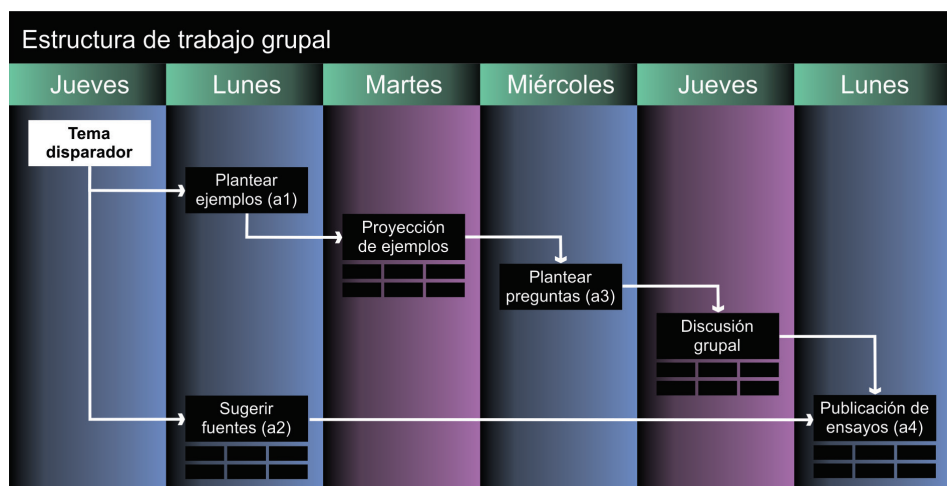 Estructura de trabajo grupal
Jueves
Lunes
Martes
Miércoles
Jueves
Lunes
Tema
disparador
Plantear
ejemplos (a1)
Proyección
de ejemplos
Plantear
preguntas (a3)
Discusión
grupal
Sugerir
fuentes (a2)
Publicación de
ensayos (a4)